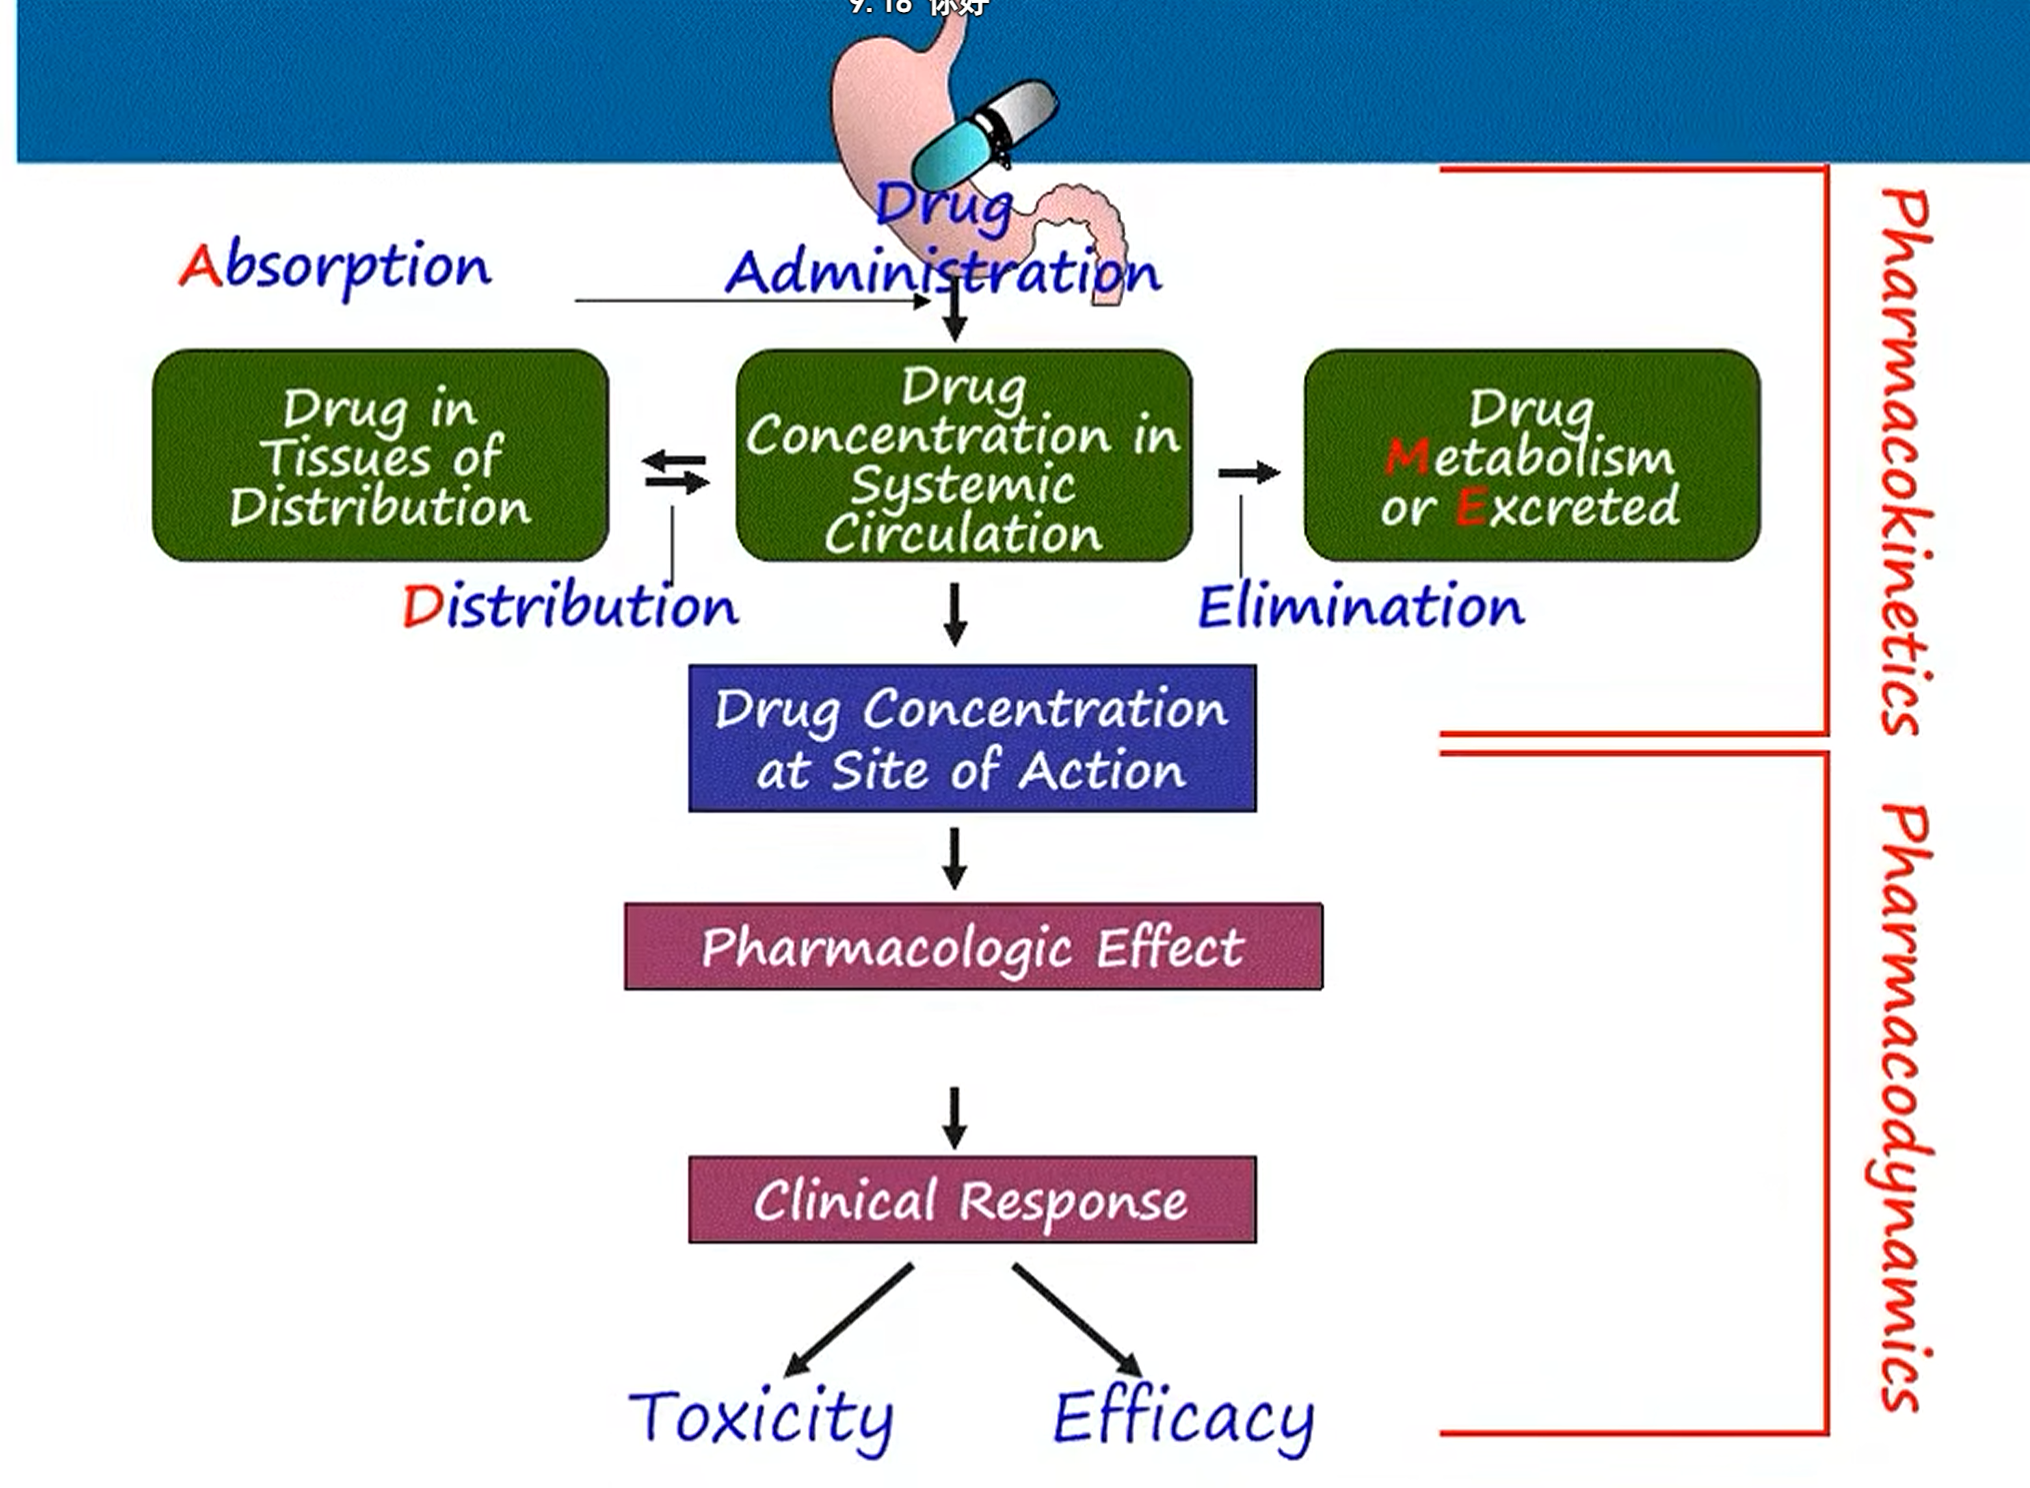 9. 18 你好
Drug
Administration
Absorption
Drug in
Tissues of
Distribution
Drug
Concentration in
Systemic
Circulation
Drug
Metabolism
or Excreted
Distribution
Elimination
Drug Concentration
at Site of Action
Pharmacologic Effect
Clinical Response
Toxicity
Efficacy
Pharmacokinetics
Pharmacodynamics